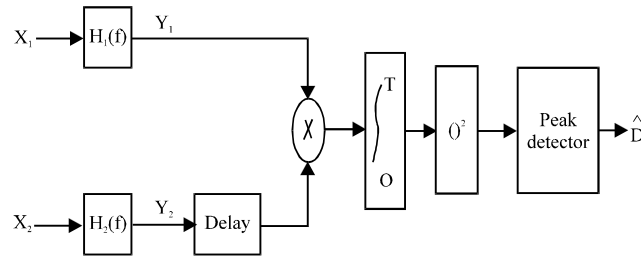 X₁
H₁(f)
Y₁
X
T
O
()²
Peak
detector
D̂
X₂
H₂(f)
Y₂
Delay